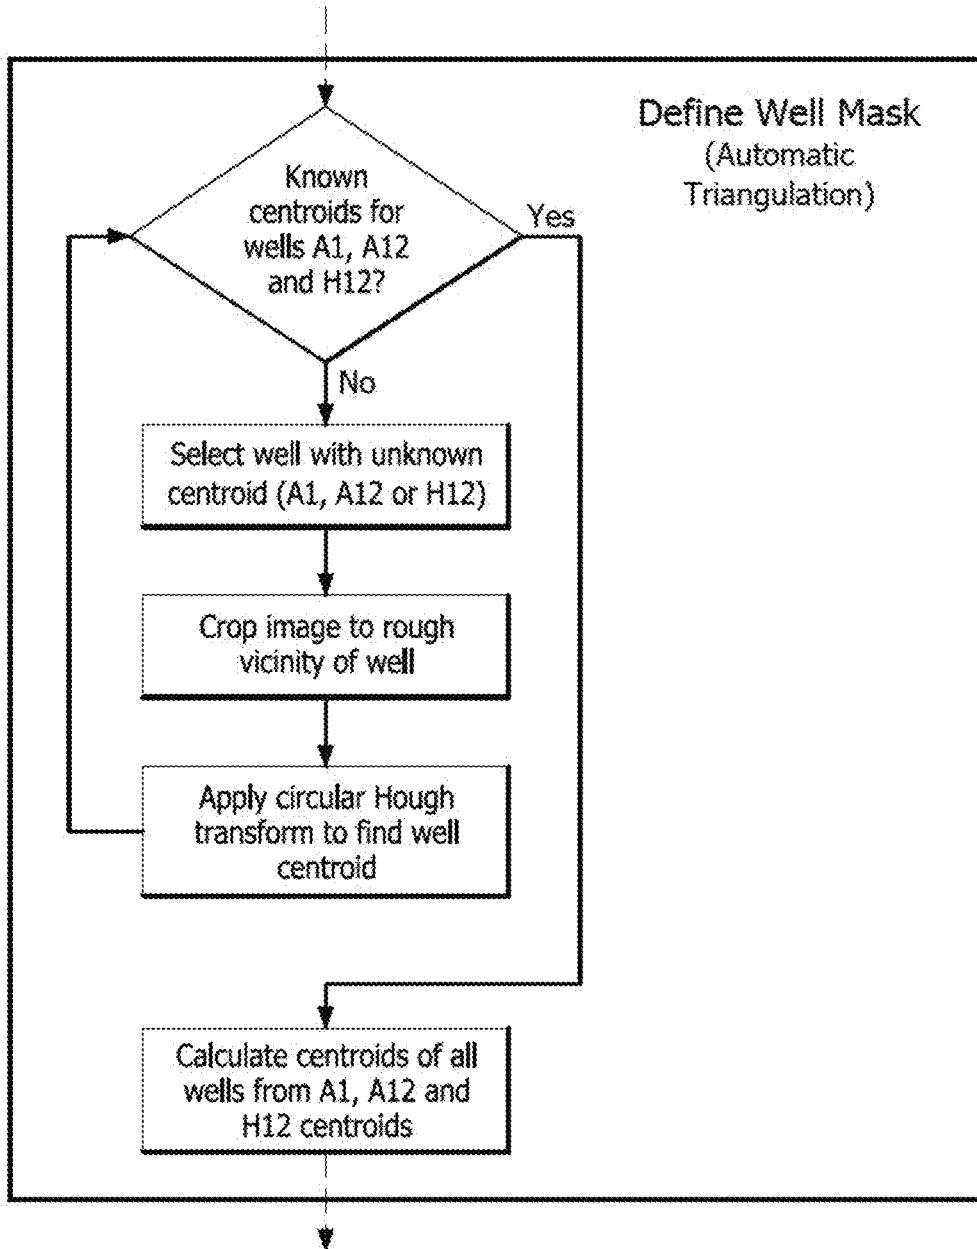 Define Well Mask
(Automatic
Triangulation)
Known
centroids for
wells A1, A12
and H12?
Yes
No
Select well with unknown
centroid (A1, A12 or H12)
Crop image to rough
vicinity of well
Apply circular Hough
transform to find well
centroid
Calculate centroids of all
wells from A1, A12 and
H12 centroids